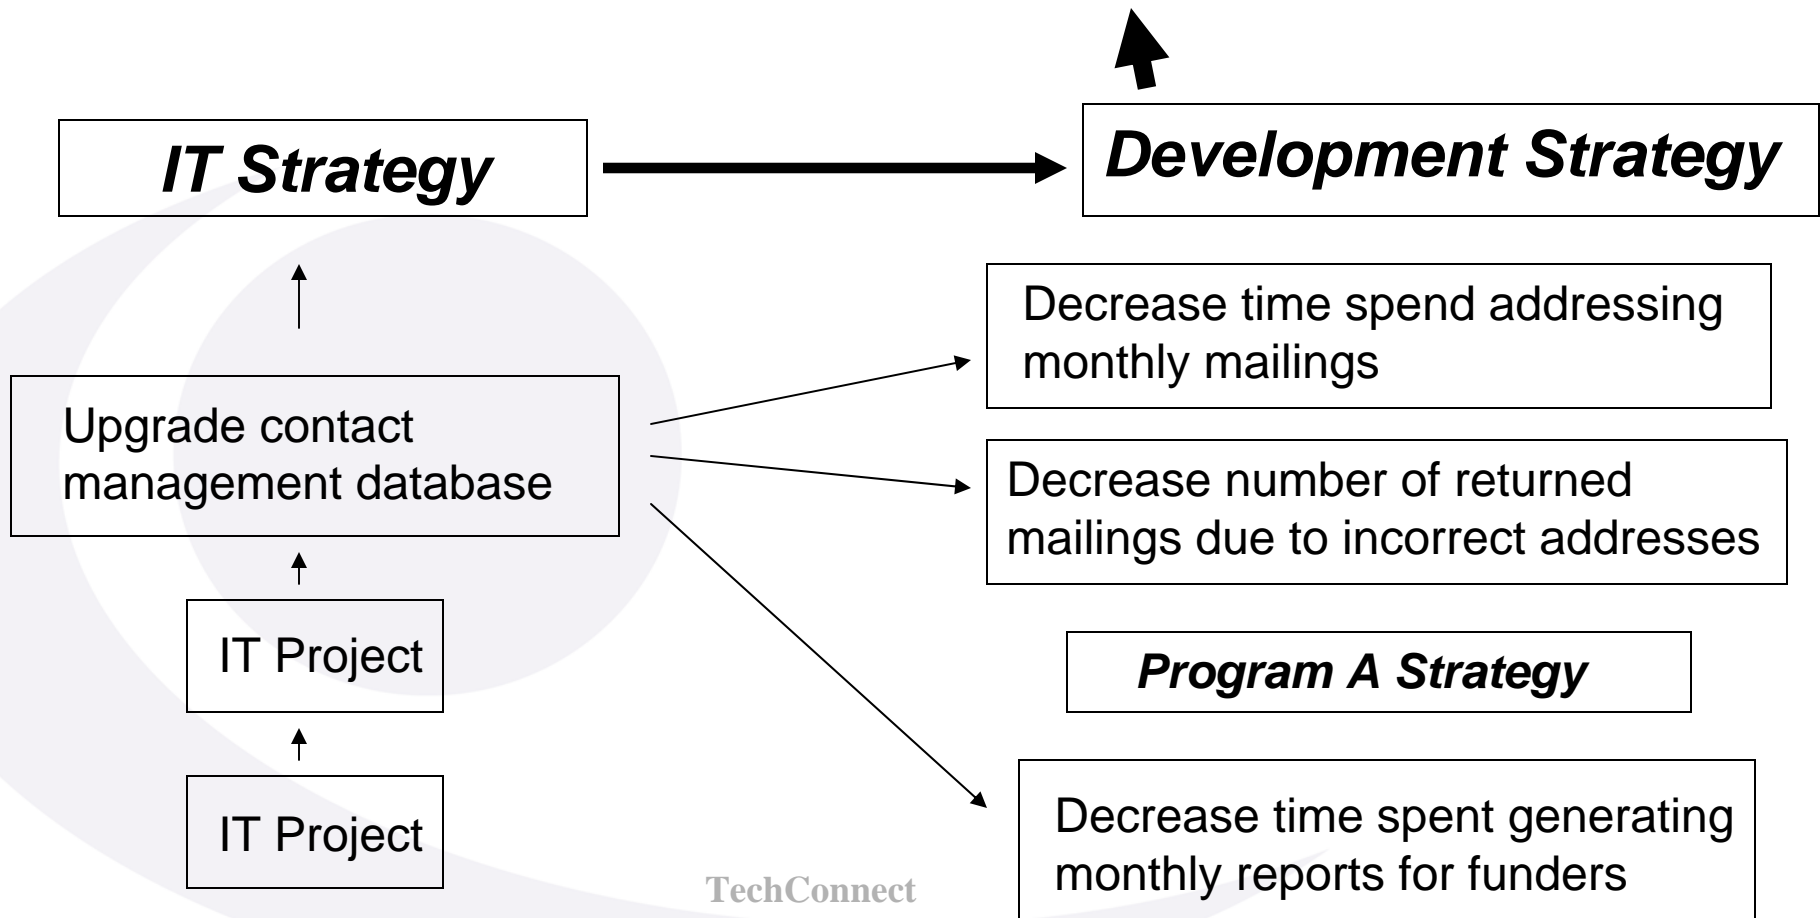 IT Strategy
Development Strategy
Decrease time spend addressing
monthly mailings
Upgrade contact
management database
Decrease number of returned
mailings due to incorrect addresses
IT Project
Program A Strategy
IT Project
Decrease time spent generating
monthly reports for funders
TechConnect